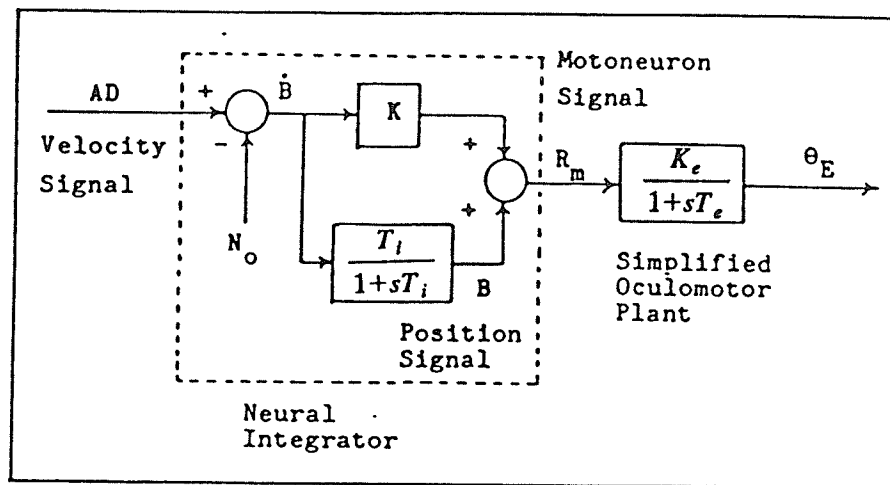 AD
+
Ḃ
K
Motoneuron
Signal
Velocity
Signal
-
N_o
+
+
R_m
K_e
1+sT_e
θ_E
T_i
1+sT_i
B
Position
Signal
Simplified
Oculomotor
Plant
Neural
Integrator